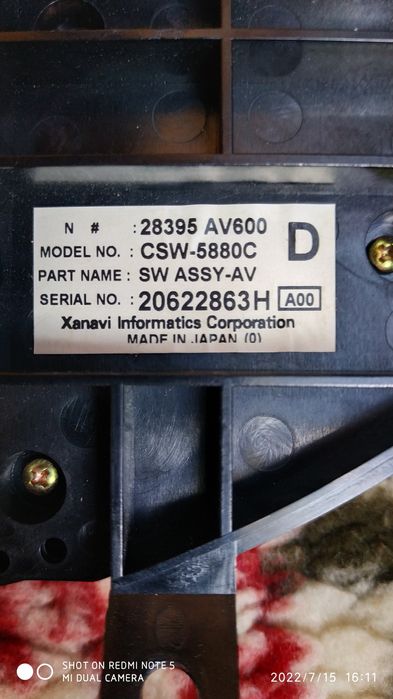 N # : 28395 AV600 D
MODEL NO. : CSW-5880C
PART NAME : SW ASSY-AV
SERIAL NO. : 20622863H A00
Xanavi Informatics Corporation
MADE IN JAPAN (0)
SHOT ON REDMI NOTE 5
MI DUAL CAMERA
2022/7/15 16:11